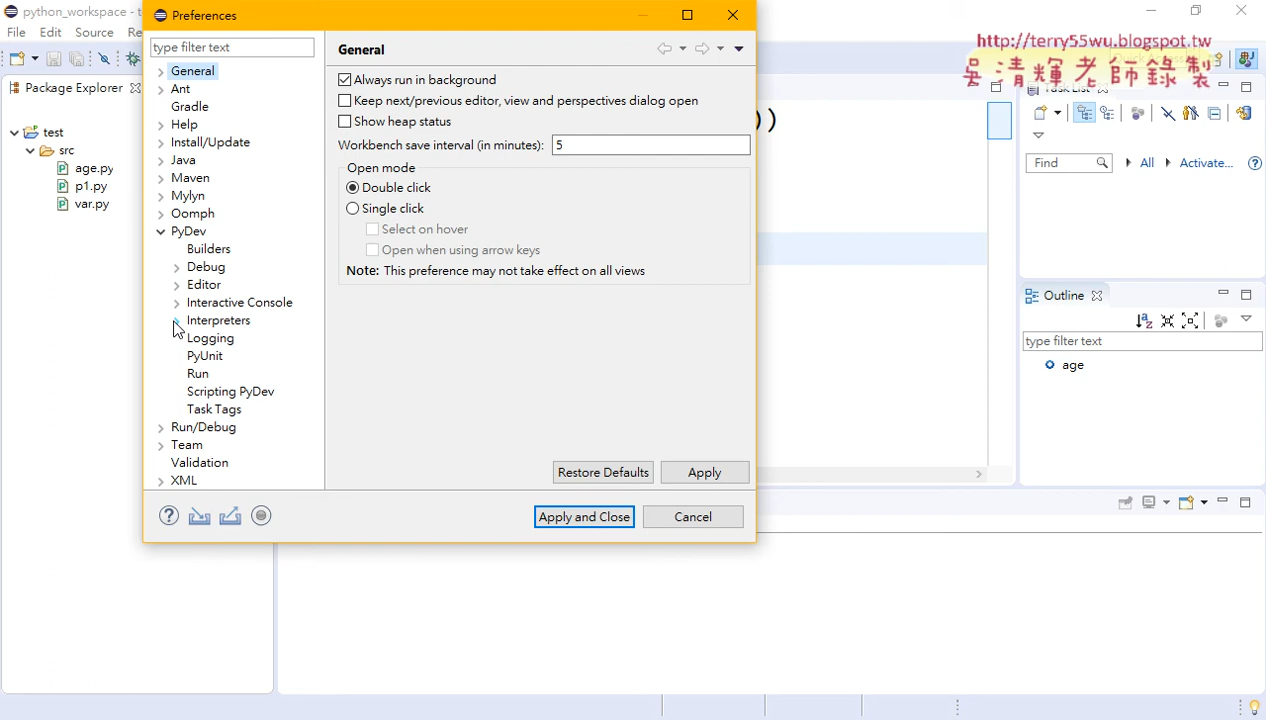 python_workspace - t
Preferences
File Edit Source Re
type filter text
General
http://terry55wu.blogspot.tw
吳清輝老師錄製
Package Explorer
General
Ant
Gradle
Help
Install/Update
Java
Maven
Mylyn
Oomph
PyDev
Builders
Debug
Editor
Interactive Console
Interpreters
Logging
PyUnit
Run
Scripting PyDev
Task Tags
Run/Debug
Team
Validation
XML
test
src
age.py
p1.py
var.py
Always run in background
Keep next/previous editor, view and perspectives dialog open
Show heap status
Workbench save interval (in minutes): 5
Open mode
Double click
Single click
Select on hover
Open when using arrow keys
Note: This preference may not take effect on all views
Restore Defaults Apply
Apply and Close Cancel
))
Task List
Find All Activate...
Outline
type filter text
age